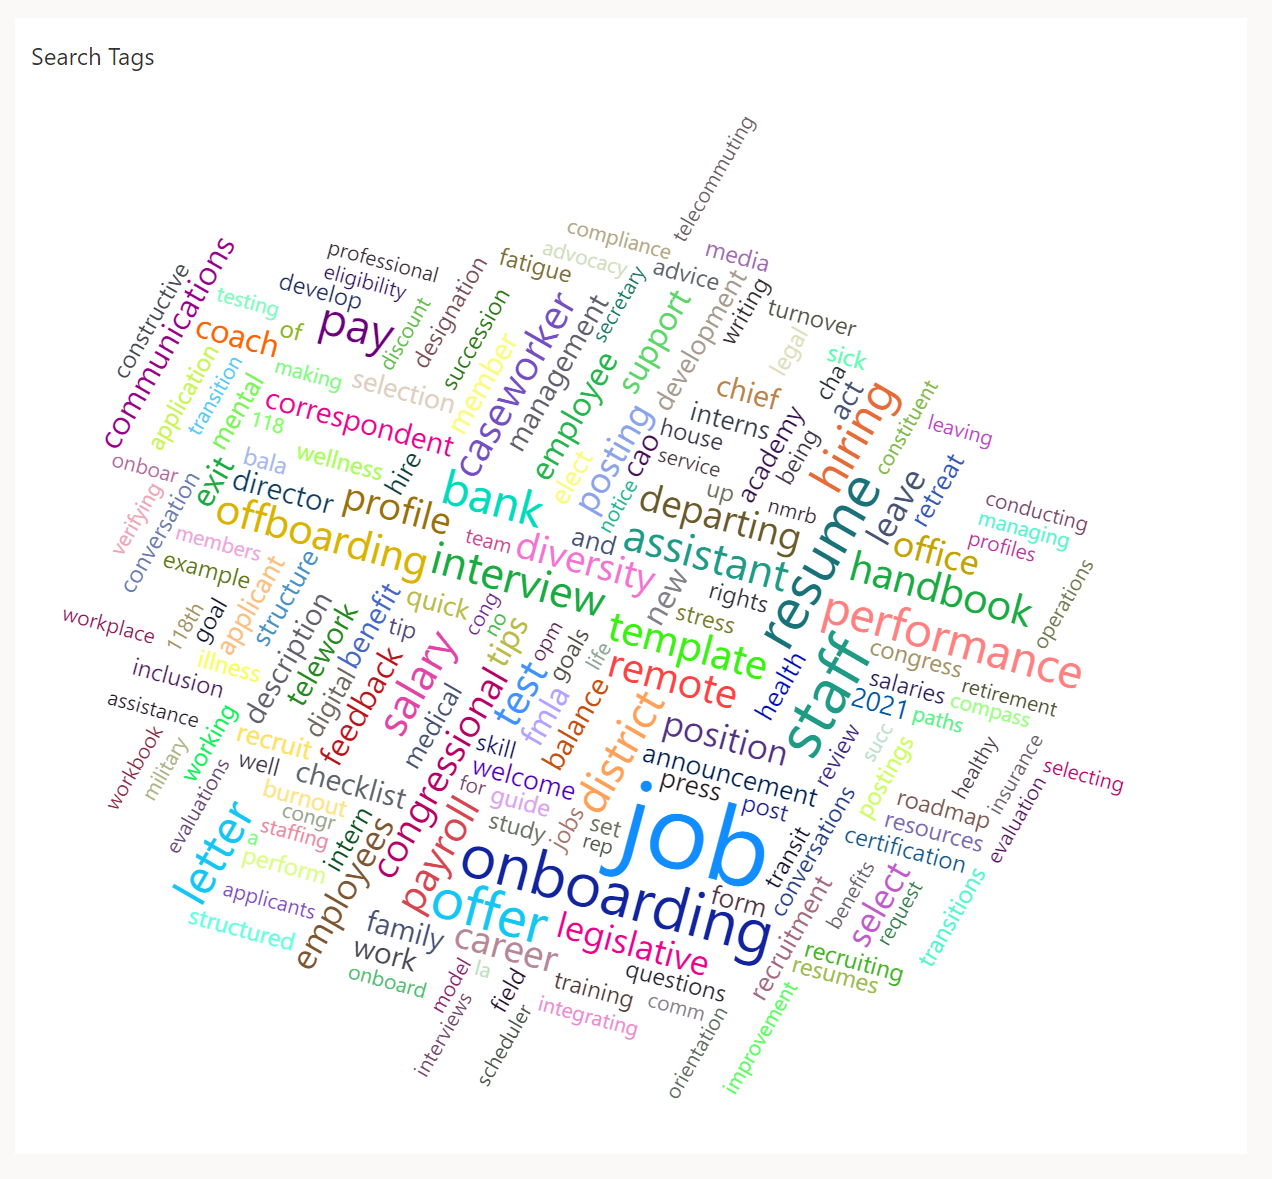 Search Tags
telecommuting
compliance
media
advocacy
advice
professional
eligibility
develop
fatigue
designation
secretary
development
writing
turnover
constructive
communications
testing
coach
of
pay
discount
succession
member
caseworker
management
employee
support
legal
sick
cha
act
hiring
constituent
leaving
application
transition
making
selection
chief
interns
academy
being
mental
118
correspondent
posting
house
cao
service
elect
notice
up
nmrb
leave
retreat
onboar
exit
bala
wellness
hire
director
profile
bank
departing
resume
conducting
managing
profiles
verifying
conversation
offboarding
members
team
diversity
and
assistant
office
handbook
operations
example
applicant
structure
interview
new
rights
stress
performance
workplace
118th
goal
description
telework
benefit
quick
tip
cong
no
tips
opm
goals
life
template
congress
illness
inclusion
digital
feedback
salary
medical
congressional
test
fmla
remote
health
staff
salaries
2021
retirement
compass
paths
assistance
workbook
military
working
recruit
well
evaluations
checklist
burnout
congr
skill
welcome
balance
district
position
announcement
press
post
review
succ
postings
healthy
insurance
selecting
evaluation
letter
a
staffing
perform
intern
employees
payroll
for
guide
study
jobs
set
rep
job
transit
conversations
roadmap
resources
certification
applicants
structured
onboarding
offer
form
recruitment
benefits
select
request
transitions
family
work
onboard
career
legislative
questions
recruiting
resumes
model
la
field
training
comm
integrating
interviews
scheduler
orientation
improvement